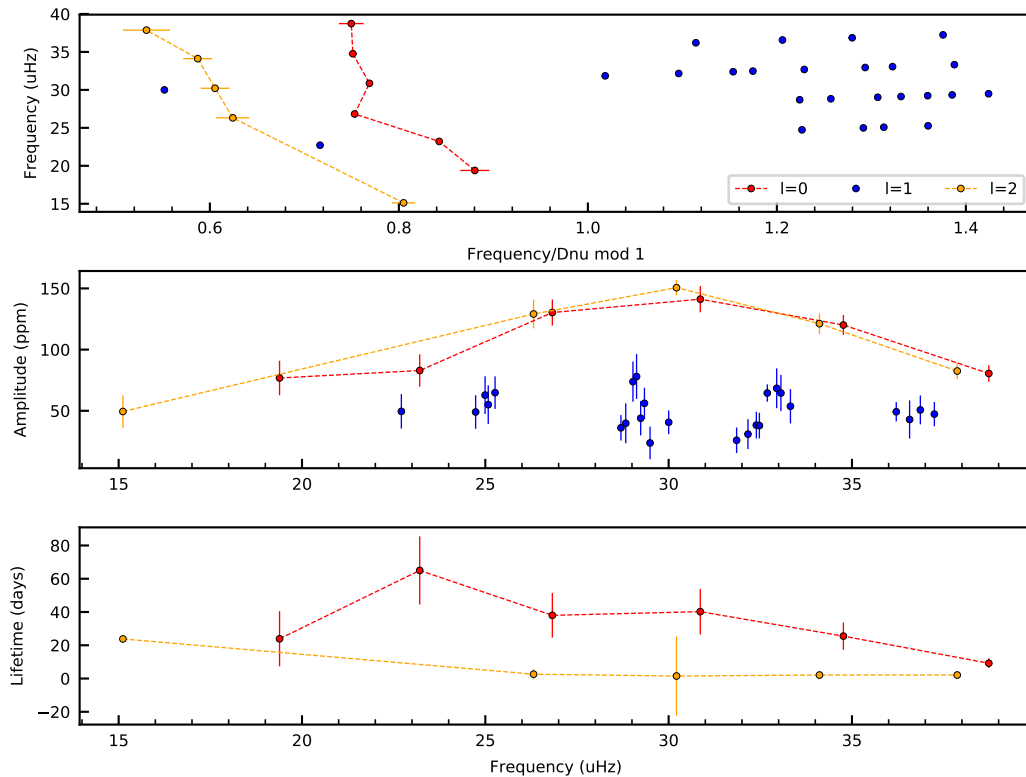 40
35
30
25
20
15
Frequency (uHz)
l=0 l=1 l=2
0.6 0.8 1.0 1.2 1.4
Frequency/Dnu mod 1
150
100
50
Amplitude (ppm)
15 20 25 30 35
80
60
40
20
0
−20
Lifetime (days)
15 20 25 30 35
Frequency (uHz)